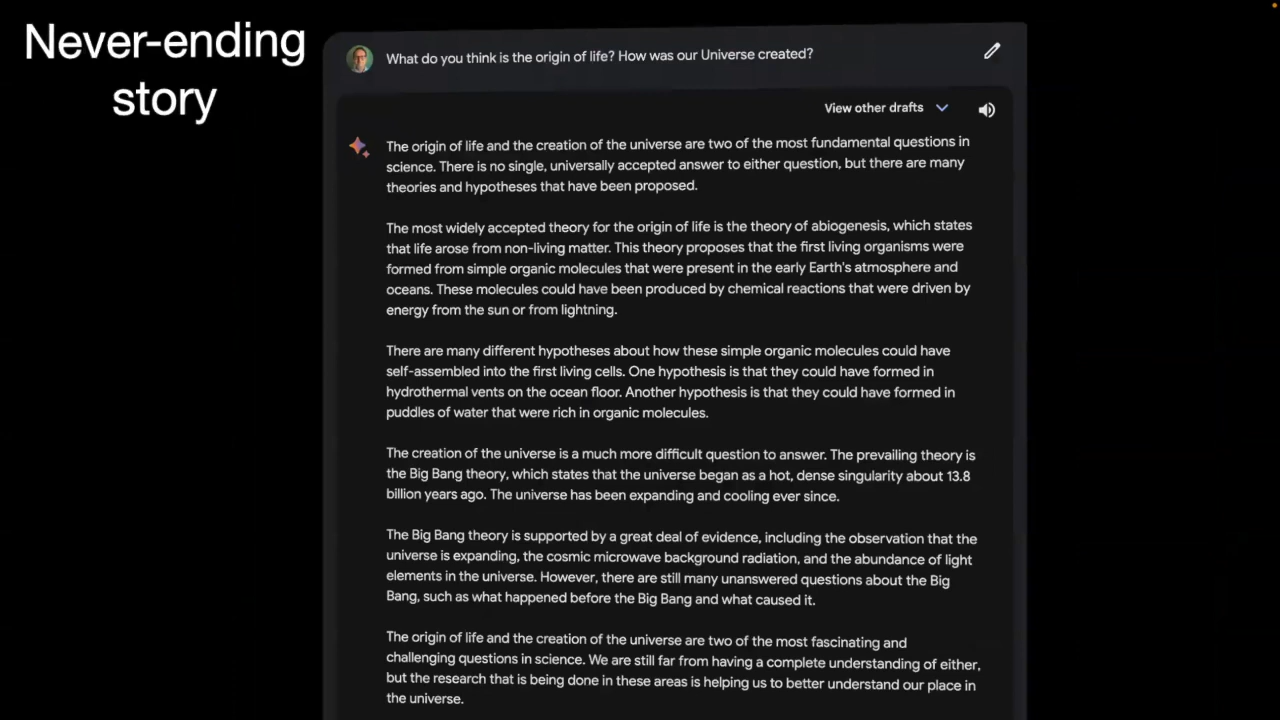 Never-ending
story
What do you think is the origin of life? How was our Universe created?
View other drafts
The origin of life and the creation of the universe are two of the most fundamental questions in
science. There is no single, universally accepted answer to either question, but there are many
theories and hypotheses that have been proposed.
The most widely accepted theory for the origin of life is the theory of abiogenesis, which states
that life arose from non-living matter. This theory proposes that the first living organisms were
formed from simple organic molecules that were present in the early Earth's atmosphere and
oceans. These molecules could have been produced by chemical reactions that were driven by
energy from the sun or from lightning.
There are many different hypotheses about how these simple organic molecules could have
self-assembled into the first living cells. One hypothesis is that they could have formed in
hydrothermal vents on the ocean floor. Another hypothesis is that they could have formed in
puddles of water that were rich in organic molecules.
The creation of the universe is a much more difficult question to answer. The prevailing theory is
the Big Bang theory, which states that the universe began as a hot, dense singularity about 13.8
billion years ago. The universe has been expanding and cooling ever since.
The Big Bang theory is supported by a great deal of evidence, including the observation that the
universe is expanding, the cosmic microwave background radiation, and the abundance of light
elements in the universe. However, there are still many unanswered questions about the Big
Bang, such as what happened before the Big Bang and what caused it.
The origin of life and the creation of the universe are two of the most fascinating and
challenging questions in science. We are still far from having a complete understanding of either,
but the research that is being done in these areas is helping us to better understand our place in
the universe.